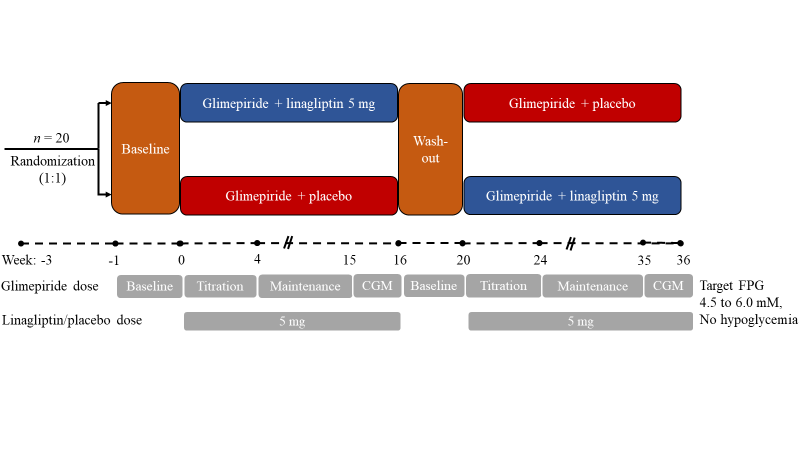 Glimepiride + linagliptin 5 mg
Glimepiride + placebo
n = 20
Randomization
(1:1)
Baseline
Wash-
out
Glimepiride + placebo
Glimepiride + linagliptin 5 mg
Week: -3 -1 0 4 15 16 20 24 35 36
Glimepiride dose Baseline Titration Maintenance CGM Baseline Titration Maintenance CGM Target FPG
4.5 to 6.0 mM,
Linagliptin/placebo dose 5 mg 5 mg No hypoglycemia